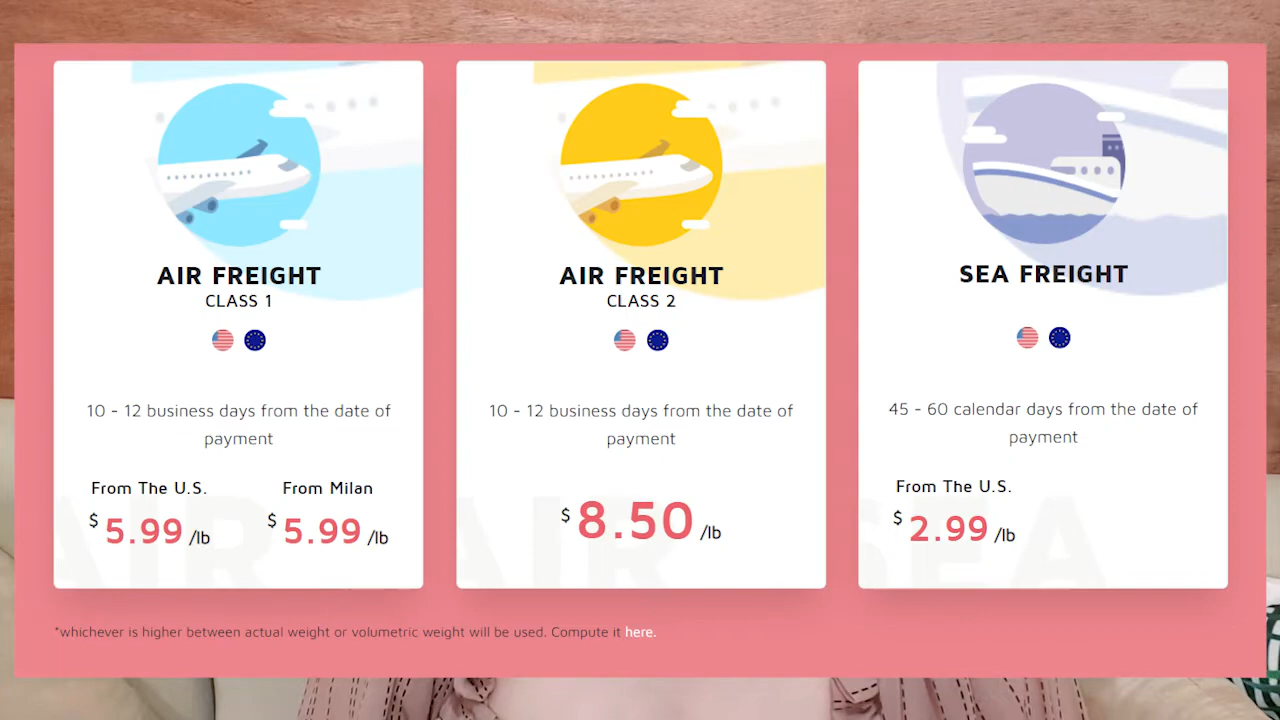 AIR FREIGHT
CLASS 1
10 - 12 business days from the date of
payment
From The U.S.
$ 5.99 /lb
From Milan
$ 5.99 /lb
AIR
AIR FREIGHT
CLASS 2
10 - 12 business days from the date of
payment
$ 8.50 /lb
AIR
SEA FREIGHT
45 - 60 calendar days from the date of
payment
From The U.S.
$ 2.99 /lb
SEA
*whichever is higher between actual weight or volumetric weight will be used. Compute it here.